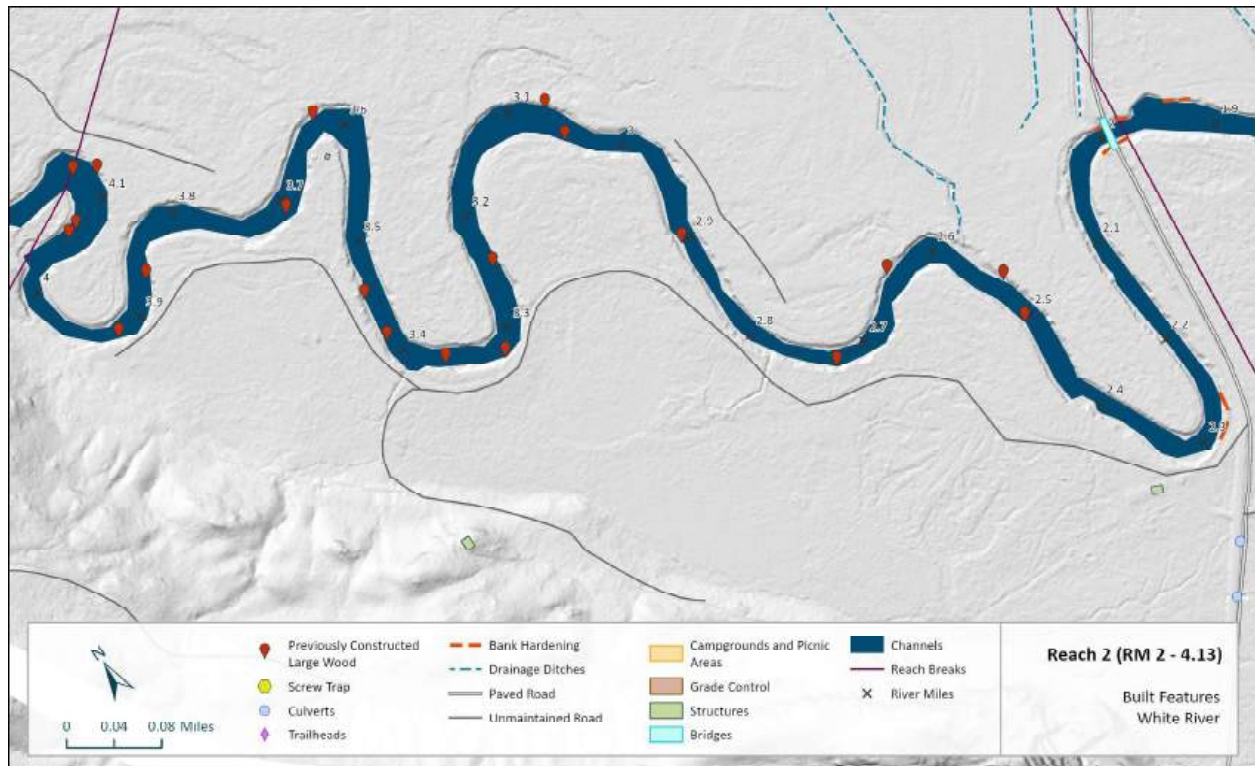 3.1
1.9
3
4.1
3.8
3.7
3.2
2.9
2.6
2.1
3.5
4
3.9
2.5
2.2
3.3
2.8
2.7
3.4
2.4
N
0 0.04 0.08 Miles
Previously Constructed
Large Wood
Screw Trap
Culverts
Trailheads
Bank Hardening
Drainage Ditches
Paved Road
Unmaintained Road
Campgrounds and Picnic
Areas
Grade Control
Structures
Bridges
Channels
Reach Breaks
River Miles
Reach 2 (RM 2 - 4.13)
Built Features
White River